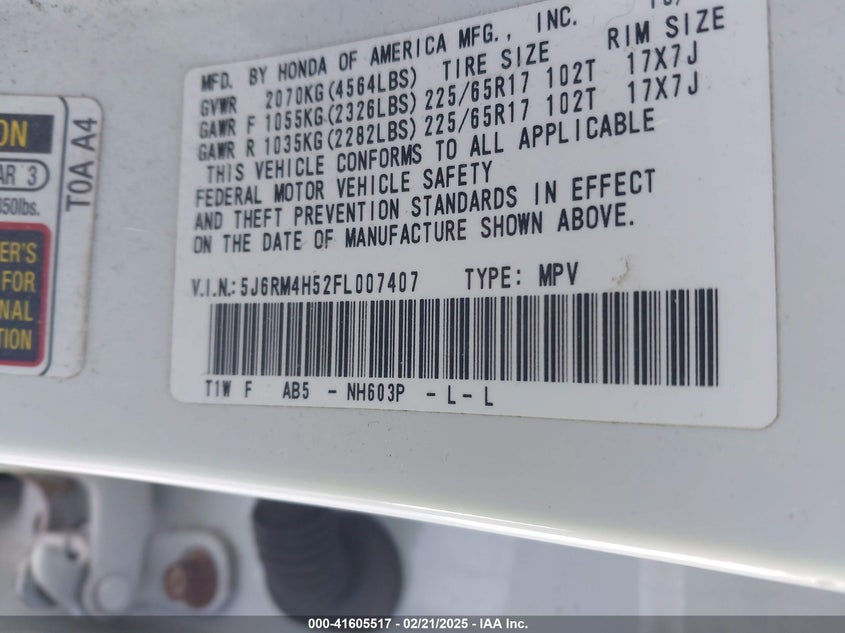 MFD. BY HONDA OF AMERICA MFG., INC.
TIRE SIZE RIM SIZE
GVWR 2070KG(4564LBS)
GAWR F 1055KG(2326LBS) 225/65R17 102T 17X7J
GAWR R 1035KG(2282LBS) 225/65R17 102T 17X7J
THIS VEHICLE CONFORMS TO ALL APPLICABLE
FEDERAL MOTOR VEHICLE SAFETY
AND THEFT PREVENTION STANDARDS IN EFFECT
ON THE DATE OF MANUFACTURE SHOWN ABOVE.
V.I.N.: 5J6RM4H52FL007407 TYPE: MPV
T1W F AB5 - NH603P - L - L
T0A A4
3
FOR
000-41605517 - 02/21/2025 - IAA Inc.